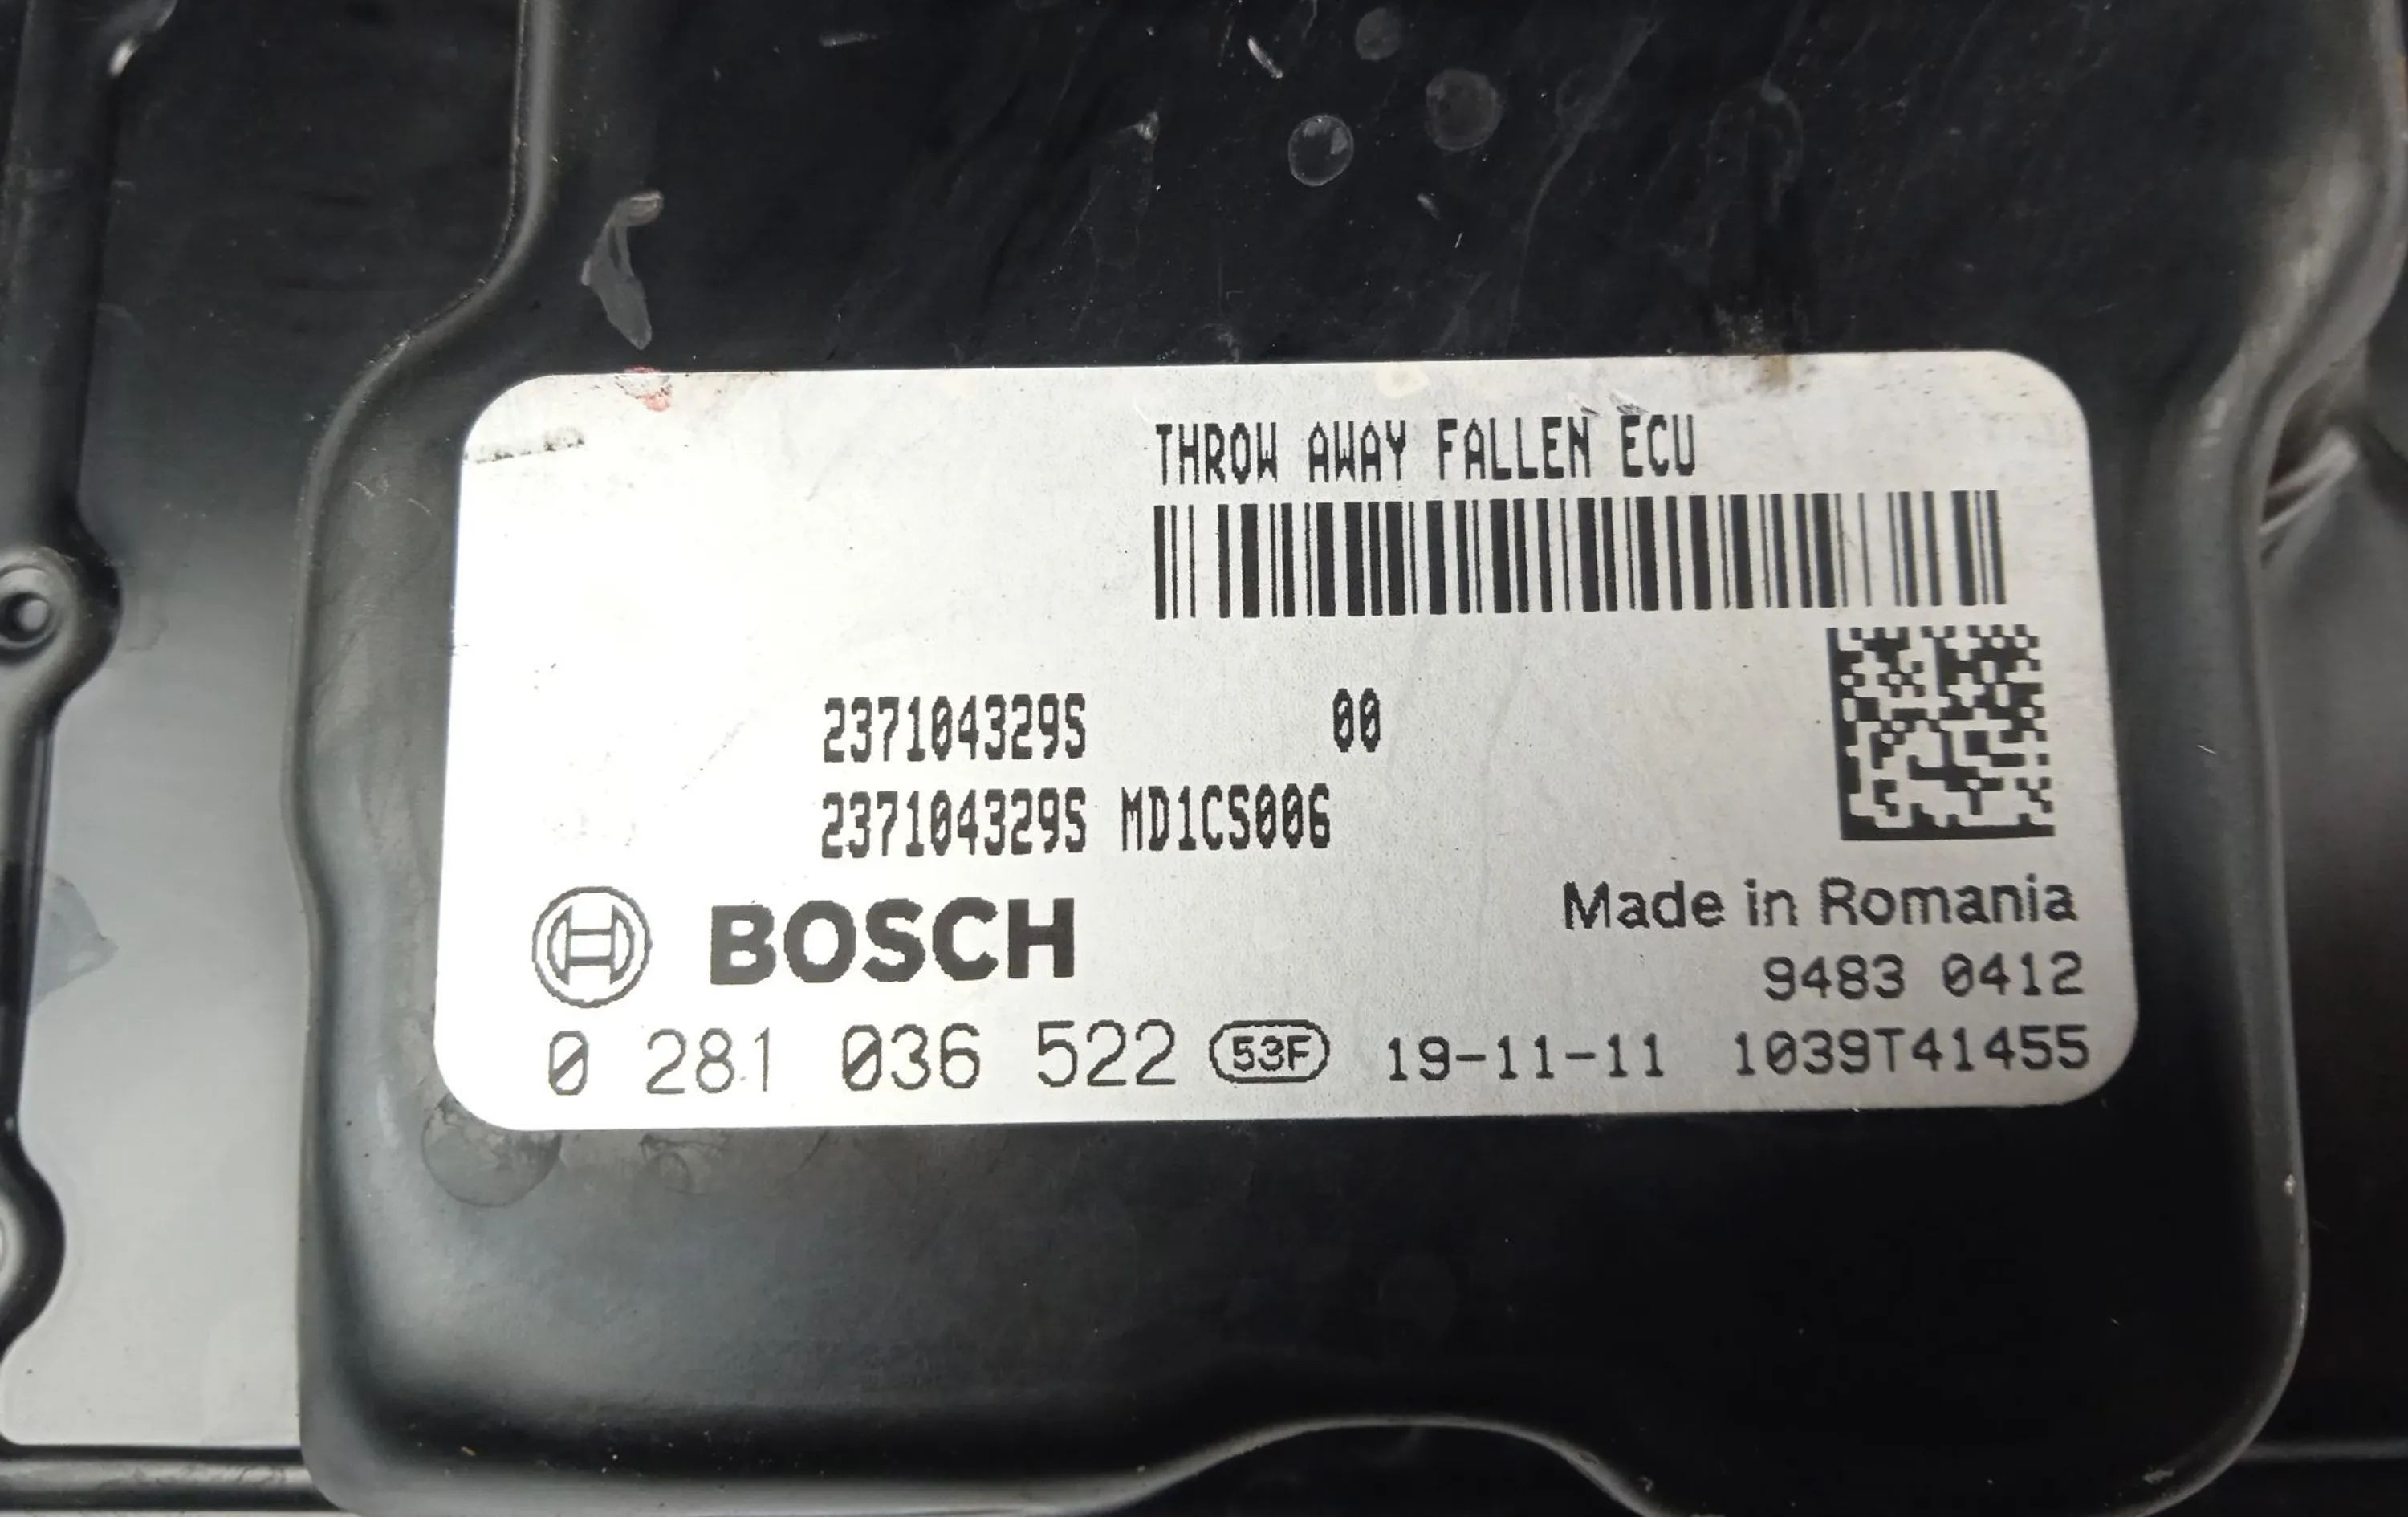 THROW AWAY FALLEN ECU
237104329S 00
237104329S MD1CS006
BOSCH
Made in Romania
9483 0412
0 281 036 522 53F 19-11-11 1039T41455